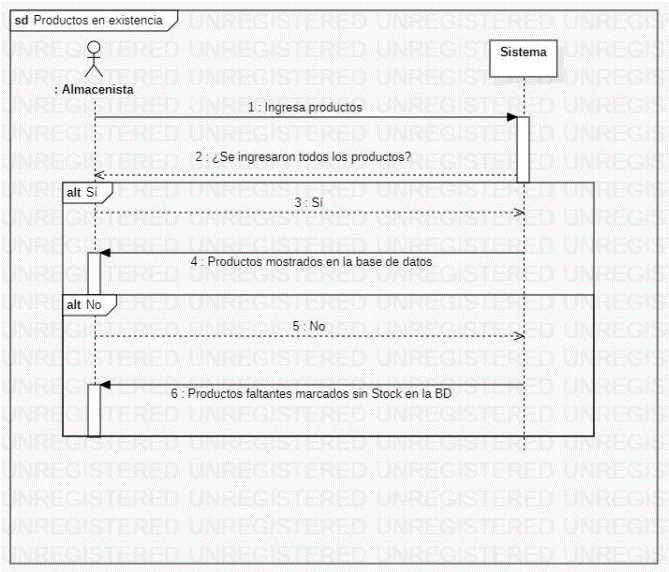 sd Productos en existencia
Sistema
: Almacenista
1 : Ingresa productos
2 : ¿Se ingresaron todos los productos?
alt Sí
3 : Sí
4 : Productos mostrados en la base de datos
alt No
5 : No
6 : Productos faltantes marcados sin Stock en la BD
UNREGISTERED